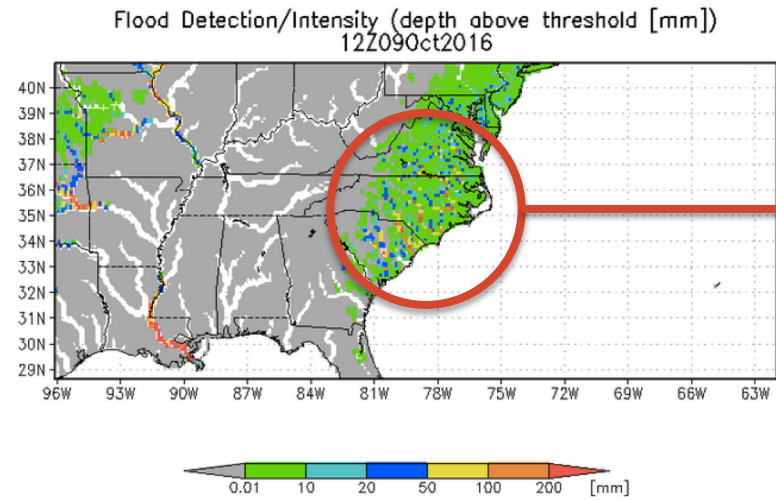 Flood Detection/Intensity (depth above threshold [mm])
12Z09Oct2016
40N
39N
38N
37N
36N
35N
34N
33N
32N
31N
30N
29N
96W 93W 90W 87W 84W 81W 78W 75W 72W 69W 66W 63W
0.01 10 20 50 100 200 [mm]